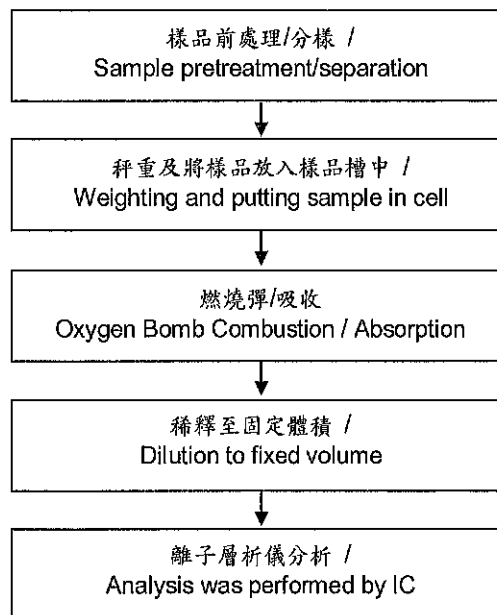 樣品前處理/分樣 /
Sample pretreatment/separation
秤重及將樣品放入樣品槽中 /
Weighting and putting sample in cell
燃燒彈/吸收
Oxygen Bomb Combustion / Absorption
稀釋至固定體積 /
Dilution to fixed volume
離子層析儀分析 /
Analysis was performed by IC